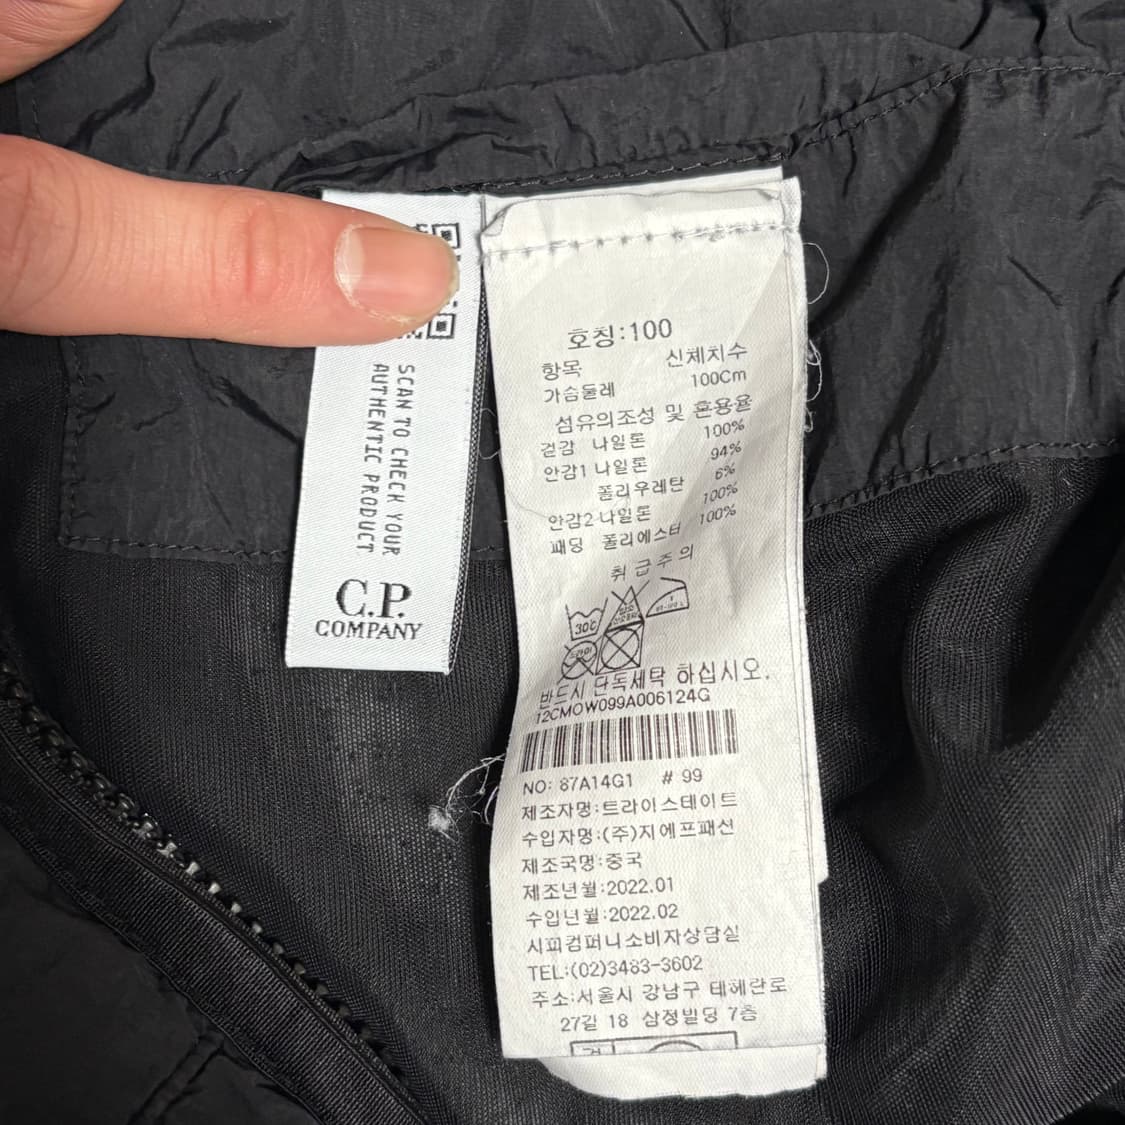 SCAN TO CHECK YOUR
AUTHENTIC PRODUCT
C.P.
COMPANY
호칭:100
항목 신체치수
가슴둘레 100Cm
섬유의조성 및 혼용율
겉감 나일론 100%
안감1 나일론 94%
폴리우레탄 6%
안감2 나일론 100%
패딩 폴리에스터 100%
취급주의
30℃
드라이
반드시 단독세탁 하십시오.
12CMOW099A006124G
NO: 87A14G1 # 99
제조자명:트라이스테이트
수입자명:(주)지에프패션
제조국명:중국
제조년월:2022.01
수입년월:2022.02
시피컴퍼니소비자상담실
TEL:(02)3483-3602
주소:서울시 강남구 테헤란로
27길 18 삼정빌딩 7층